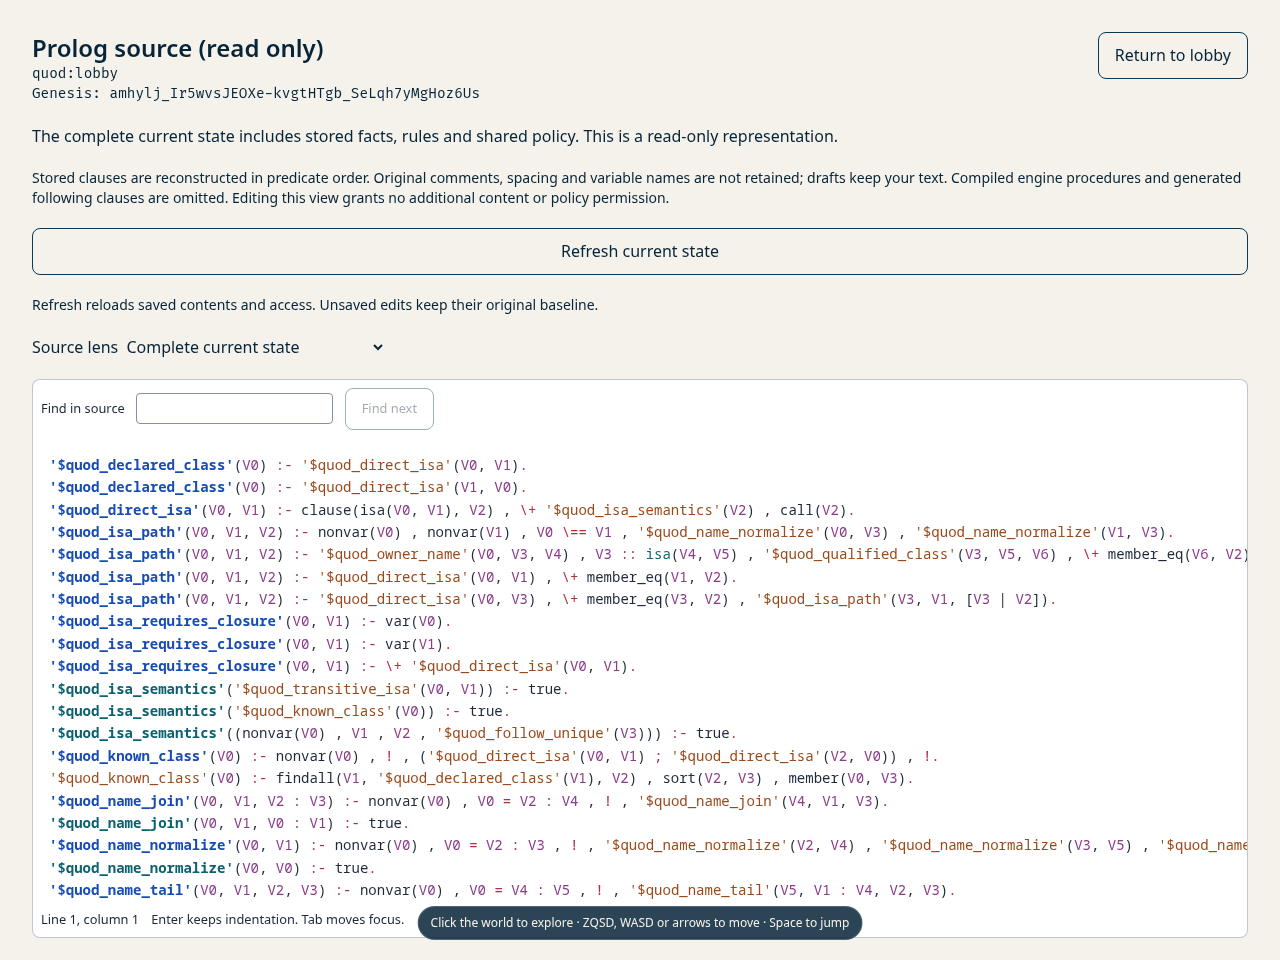 Prolog source (read only)
Return to lobby
quod:lobby
Genesis: amhylj_Ir5wvsJEOXe-kvgtHTgb_SeLqh7yMgHoz6Us
The complete current state includes stored facts, rules and shared policy. This is a read-only representation.
Stored clauses are reconstructed in predicate order. Original comments, spacing and variable names are not retained; drafts keep your text. Compiled engine procedures and generated
following clauses are omitted. Editing this view grants no additional content or policy permission.
Refresh current state
Refresh reloads saved contents and access. Unsaved edits keep their original baseline.
Source lens Complete current state
Find in source Find next
'$quod_declared_class'(V0) :- '$quod_direct_isa'(V0, V1).
'$quod_declared_class'(V0) :- '$quod_direct_isa'(V1, V0).
'$quod_direct_isa'(V0, V1) :- clause(isa(V0, V1), V2) , \+ '$quod_isa_semantics'(V2) , call(V2).
'$quod_isa_path'(V0, V1, V2) :- nonvar(V0) , nonvar(V1) , V0 \== V1 , '$quod_name_normalize'(V0, V3) , '$quod_name_normalize'(V1, V3).
'$quod_isa_path'(V0, V1, V2) :- '$quod_owner_name'(V0, V3, V4) , V3 :: isa(V4, V5) , '$quod_qualified_class'(V3, V5, V6) , \+ member_eq(V6, V2)
'$quod_isa_path'(V0, V1, V2) :- '$quod_direct_isa'(V0, V1) , \+ member_eq(V1, V2).
'$quod_isa_path'(V0, V1, V2) :- '$quod_direct_isa'(V0, V3) , \+ member_eq(V3, V2) , '$quod_isa_path'(V3, V1, [V3 | V2]).
'$quod_isa_requires_closure'(V0, V1) :- var(V0).
'$quod_isa_requires_closure'(V0, V1) :- var(V1).
'$quod_isa_requires_closure'(V0, V1) :- \+ '$quod_direct_isa'(V0, V1).
'$quod_isa_semantics'('$quod_transitive_isa'(V0, V1)) :- true.
'$quod_isa_semantics'('$quod_known_class'(V0)) :- true.
'$quod_isa_semantics'((nonvar(V0) , V1 , V2 , '$quod_follow_unique'(V3))) :- true.
'$quod_known_class'(V0) :- nonvar(V0) , ! , ('$quod_direct_isa'(V0, V1) ; '$quod_direct_isa'(V2, V0)) , !.
'$quod_known_class'(V0) :- findall(V1, '$quod_declared_class'(V1), V2) , sort(V2, V3) , member(V0, V3).
'$quod_name_join'(V0, V1, V2 : V3) :- nonvar(V0) , V0 = V2 : V4 , ! , '$quod_name_join'(V4, V1, V3).
'$quod_name_join'(V0, V1, V0 : V1) :- true.
'$quod_name_normalize'(V0, V1) :- nonvar(V0) , V0 = V2 : V3 , ! , '$quod_name_normalize'(V2, V4) , '$quod_name_normalize'(V3, V5) , '$quod_name
'$quod_name_normalize'(V0, V0) :- true.
'$quod_name_tail'(V0, V1, V2, V3) :- nonvar(V0) , V0 = V4 : V5 , ! , '$quod_name_tail'(V5, V1 : V4, V2, V3).
Line 1, column 1 Enter keeps indentation. Tab moves focus.
Click the world to explore · ZQSD, WASD or arrows to move · Space to jump